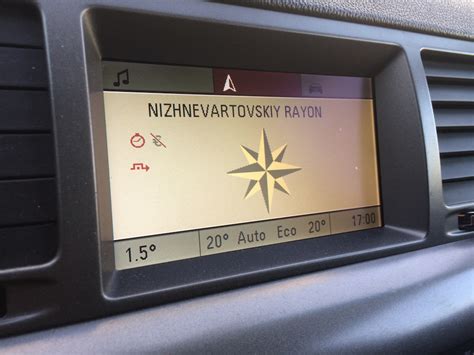 NIZHNEVARTOVSKIY RAYON
1.5° 20° Auto Eco 20° 17:00